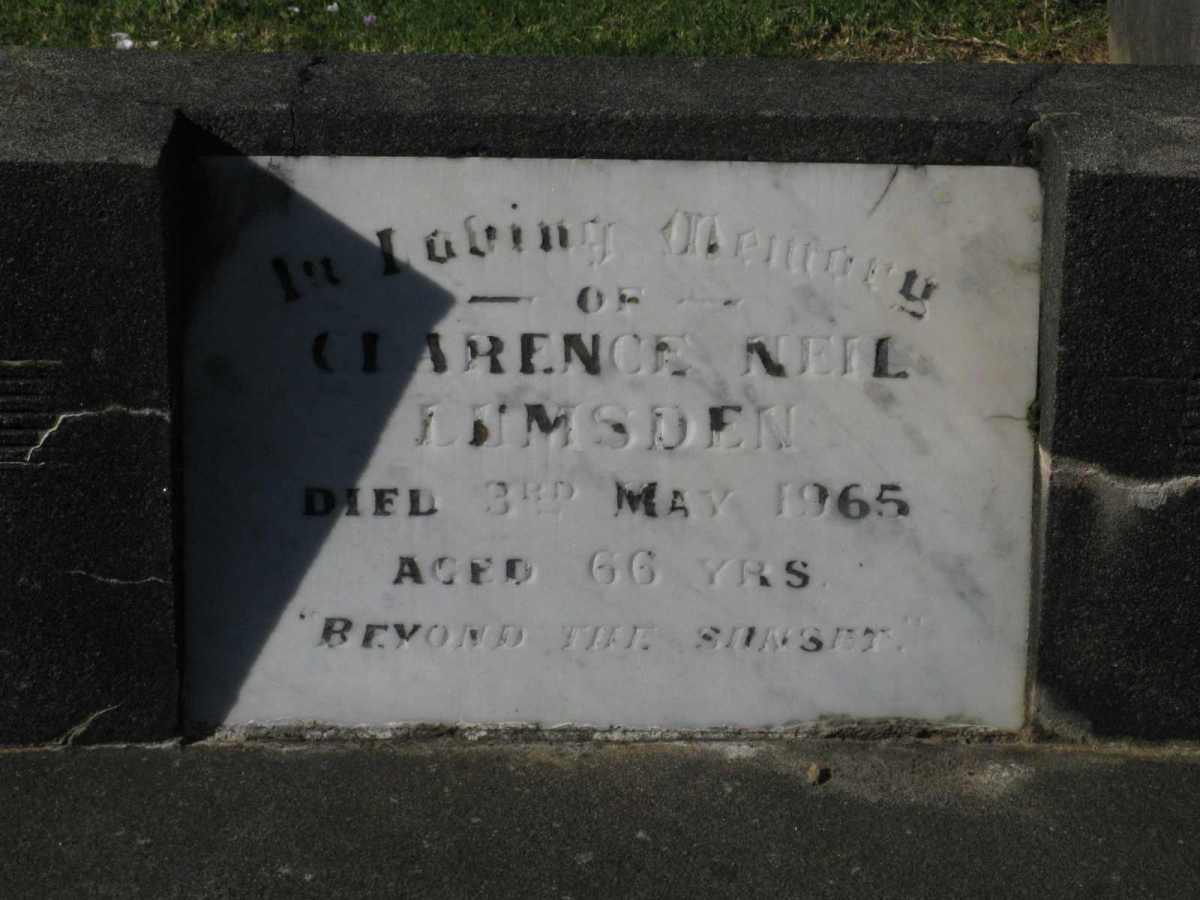 In Loving Memory
— OF —
CLARENCE NEIL
LUMSDEN
DIED 3RD MAY 1965
AGED 66 YRS.
"BEYOND THE SUNSET."